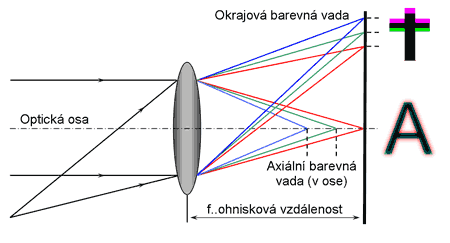 Okrajová barevná vada
Optická osa
A
Axiální barevná
vada (v ose)
f..ohnisková vzdálenost